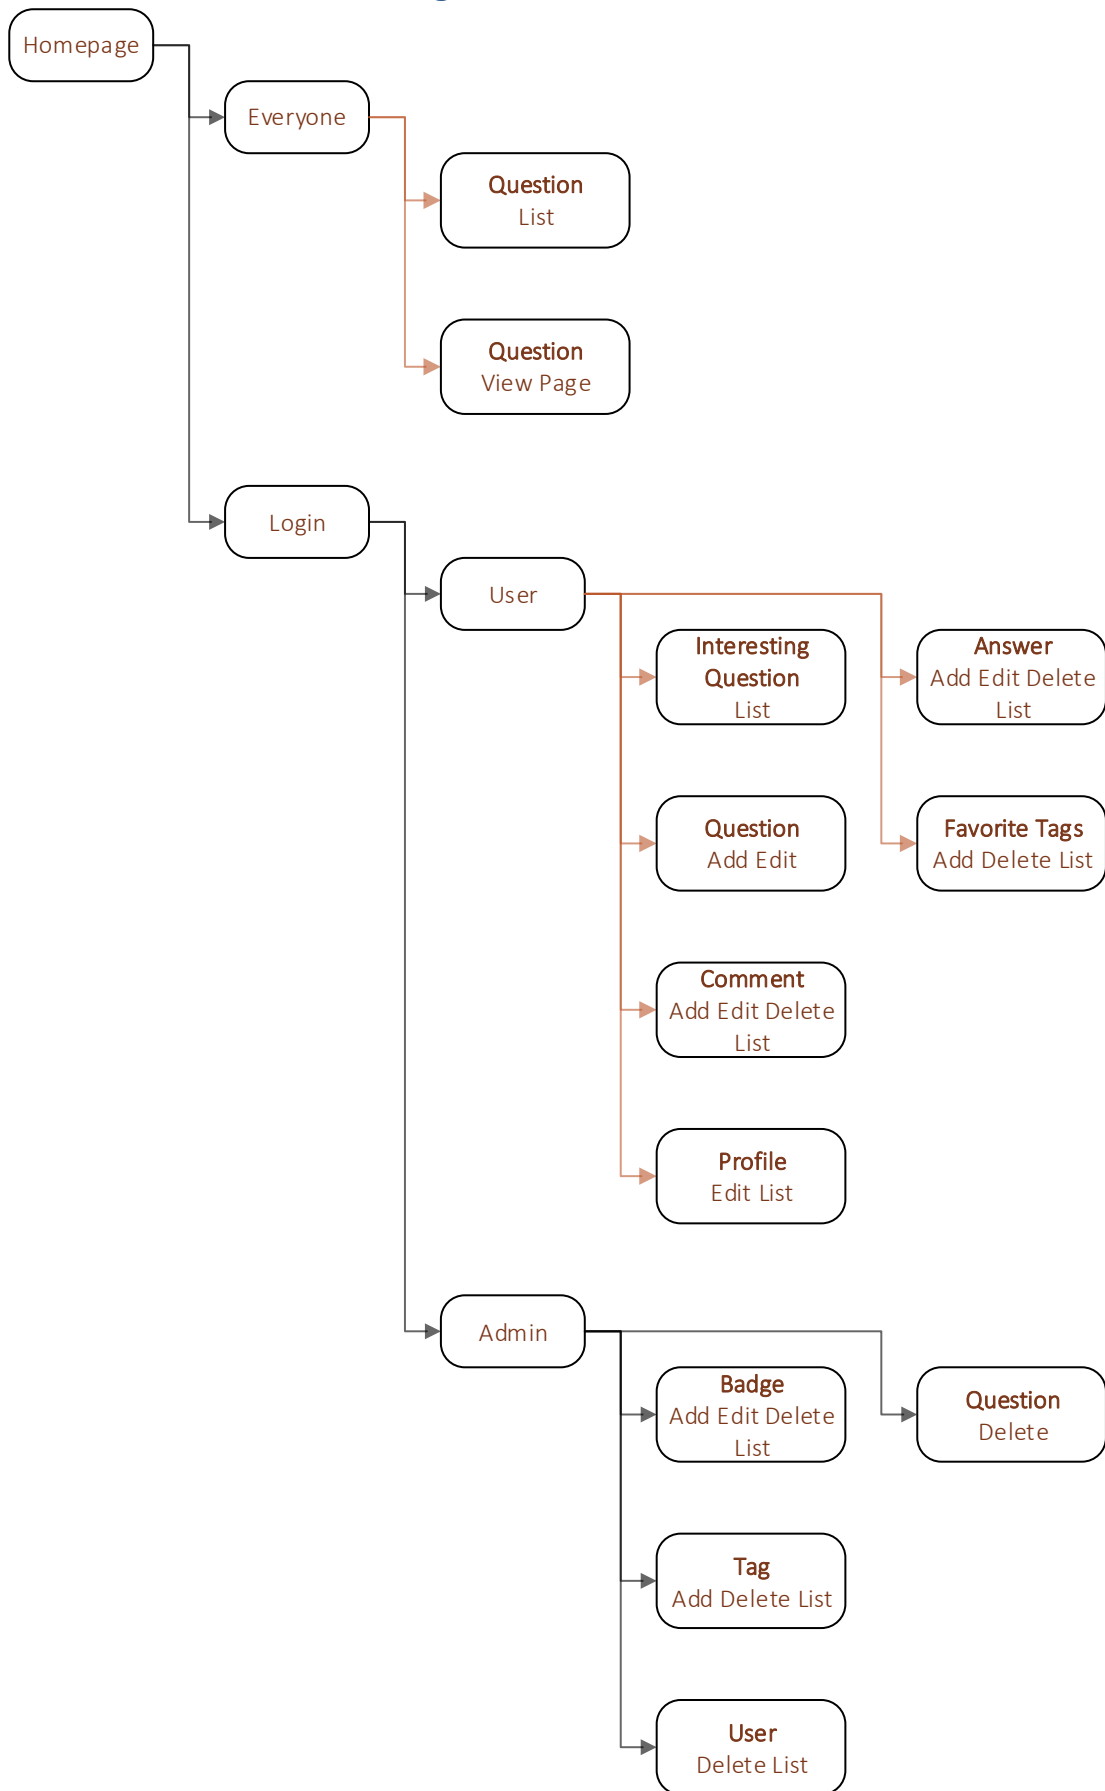 Homepage
Everyone
Question
List
Question
View Page
Login
User
Interesting
Question
List
Answer
Add Edit Delete
List
Question
Add Edit
Favorite Tags
Add Delete List
Comment
Add Edit Delete
List
Profile
Edit List
Admin
Badge
Add Edit Delete
List
Question
Delete
Tag
Add Delete List
User
Delete List